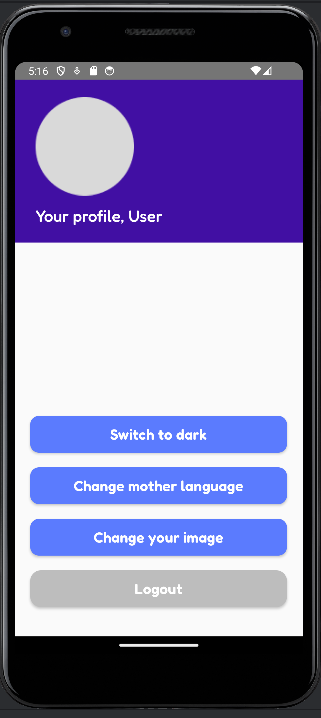 5:16
Your profile, User
Switch to dark
Change mother language
Change your image
Logout